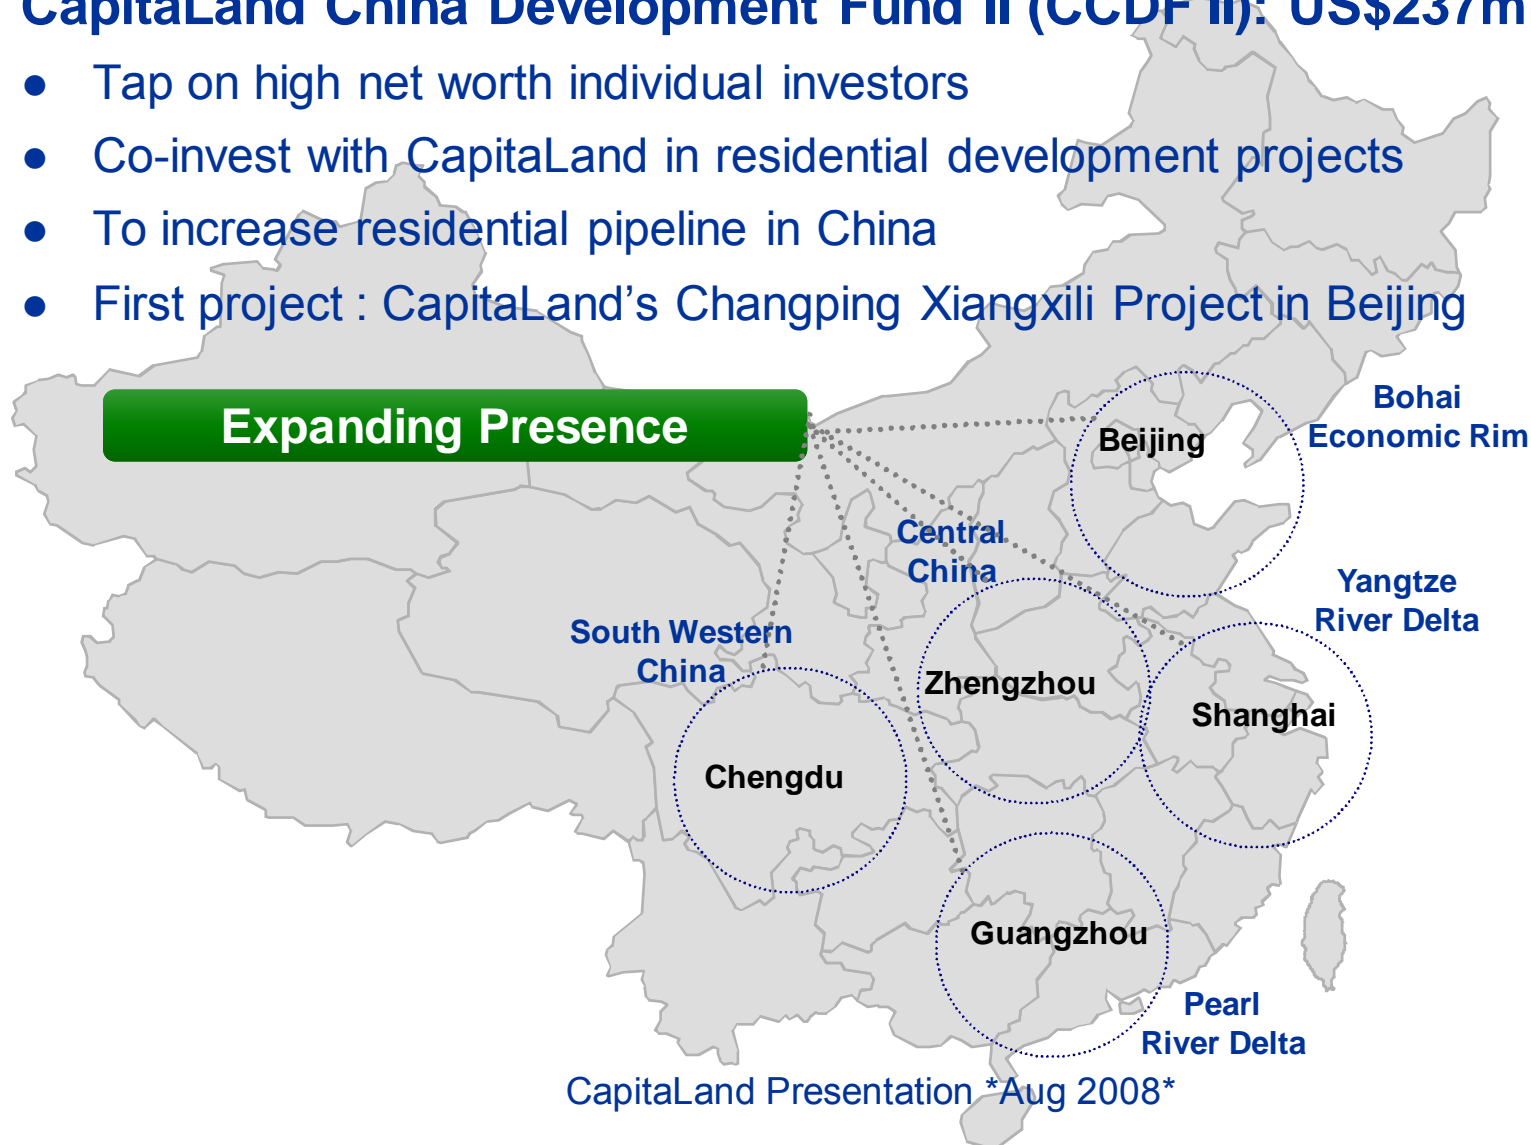 CapitaLand China Development Fund II (CCDF II): US$237m
● Tap on high net worth individual investors
● Co-invest with CapitaLand in residential development projects
● To increase residential pipeline in China
● First project : CapitaLand’s Changping Xiangxili Project in Beijing
Expanding Presence
Bohai
Economic Rim
Beijing
Central
China
Yangtze
River Delta
South Western
China
Zhengzhou
Shanghai
Chengdu
Guangzhou
Pearl
River Delta
CapitaLand Presentation *Aug 2008*